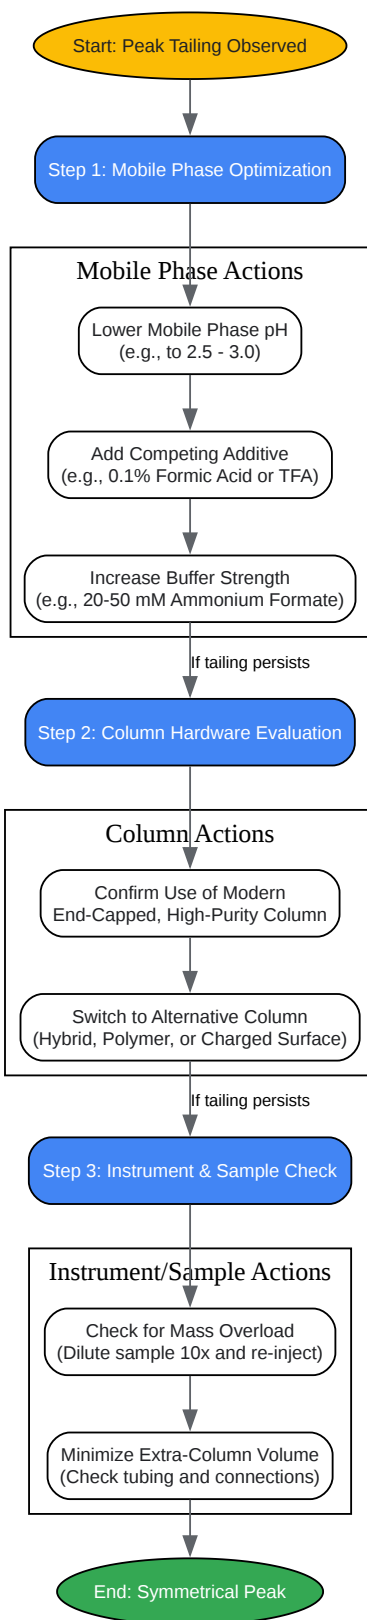 Start: Peak Tailing Observed
Step 1: Mobile Phase Optimization
Mobile Phase Actions
Lower Mobile Phase pH
(e.g., to 2.5 - 3.0)
Add Competing Additive
(e.g., 0.1% Formic Acid or TFA)
Increase Buffer Strength
(e.g., 20-50 mM Ammonium Formate)
If tailing persists
Step 2: Column Hardware Evaluation
Column Actions
Confirm Use of Modern
End-Capped, High-Purity Column
Switch to Alternative Column
(Hybrid, Polymer, or Charged Surface)
If tailing persists
Step 3: Instrument & Sample Check
Instrument/Sample Actions
Check for Mass Overload
(Dilute sample 10x and re-inject)
Minimize Extra-Column Volume
(Check tubing and connections)
End: Symmetrical Peak